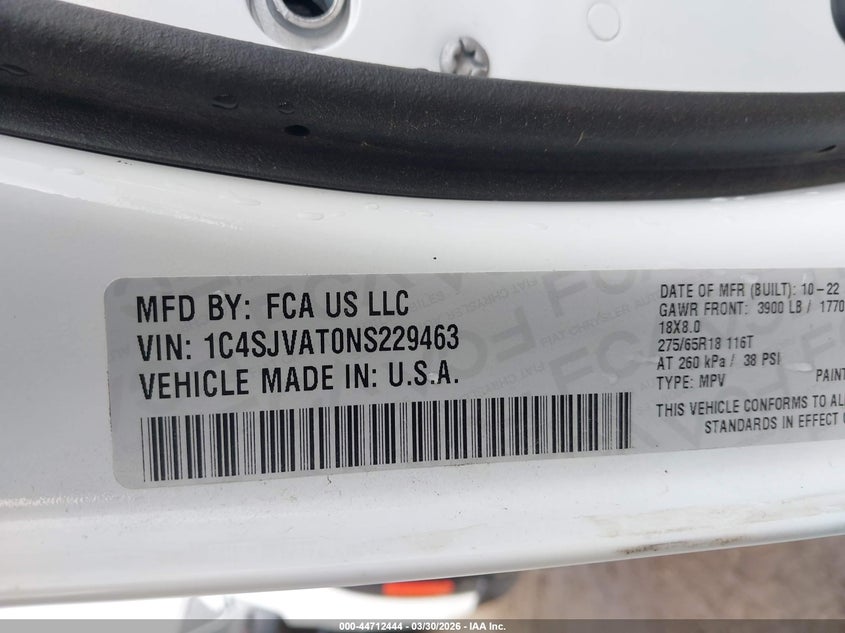 MFD BY: FCA US LLC
VIN: 1C4SJVAT0NS229463
VEHICLE MADE IN: U.S.A.
DATE OF MFR (BUILT): 10-22
GAWR FRONT: 3900 LB / 1770
18X8.0
275/65R18 116T
AT 260 kPa / 38 PSI
TYPE: MPV PAINT
THIS VEHICLE CONFORMS TO AL
STANDARDS IN EFFECT
000-44712444 - 03/30/2026 - IAA Inc.